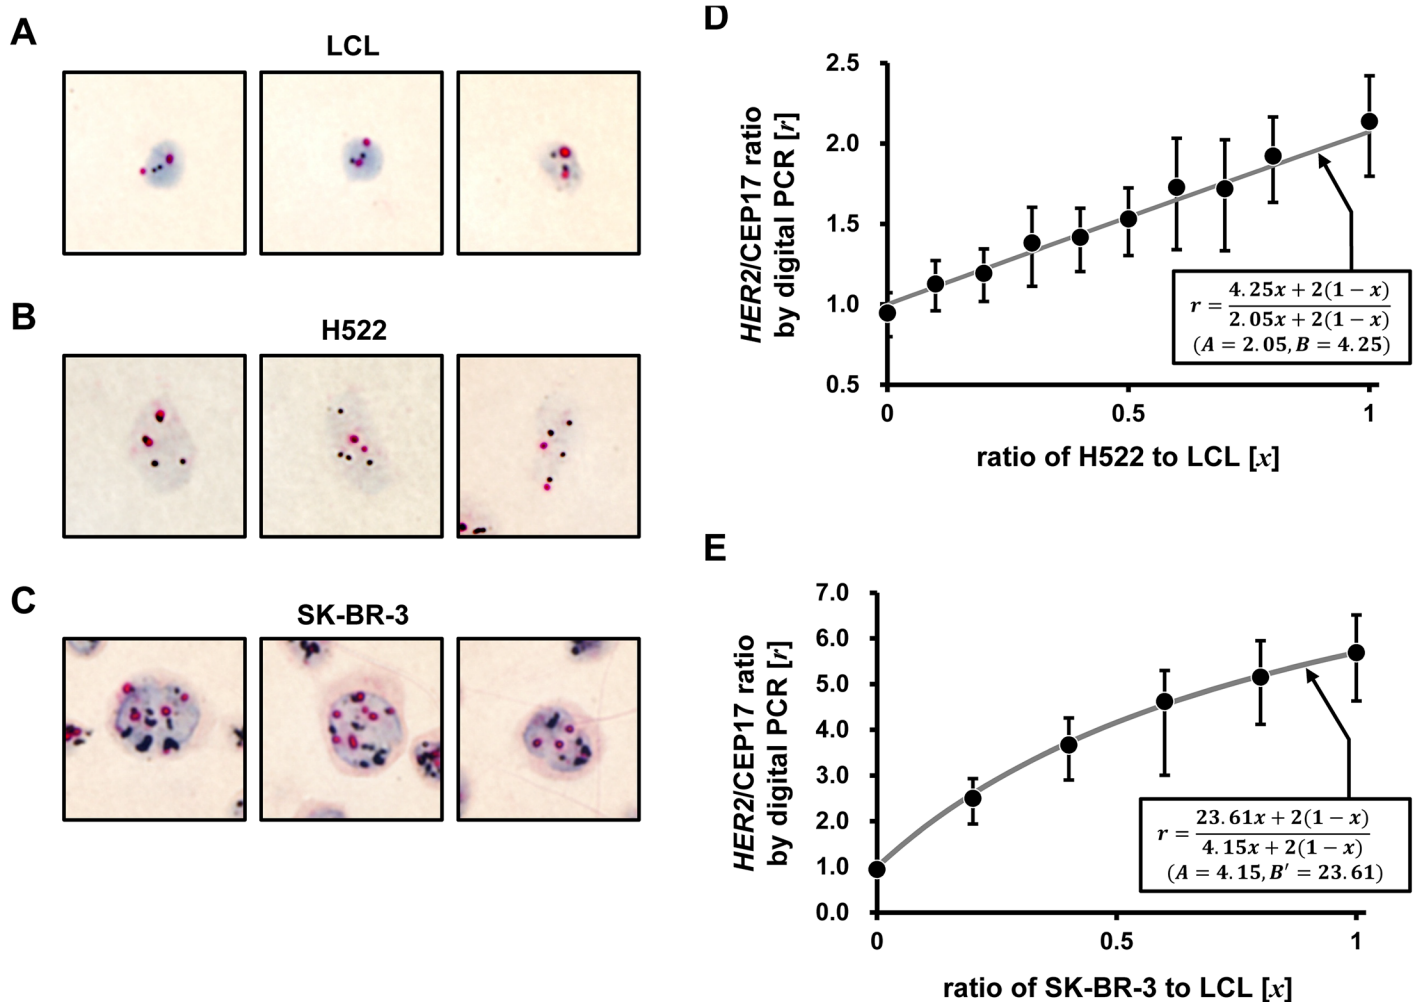 A
LCL
B
H522
C
SK-BR-3
D
HER2/CEP17 ratio
by digital PCR [r]
2.5
2.0
1.5
1.0
0.5
0
0.5
1
ratio of H522 to LCL [x]
r = 4.25x + 2(1 − x)
2.05x + 2(1 − x)
(A = 2.05, B = 4.25)
E
HER2/CEP17 ratio
by digital PCR [r]
7.0
6.0
5.0
4.0
3.0
2.0
1.0
0.0
0
0.5
1
ratio of SK-BR-3 to LCL [x]
r = 23.61x + 2(1 − x)
4.15x + 2(1 − x)
(A = 4.15, B′ = 23.61)